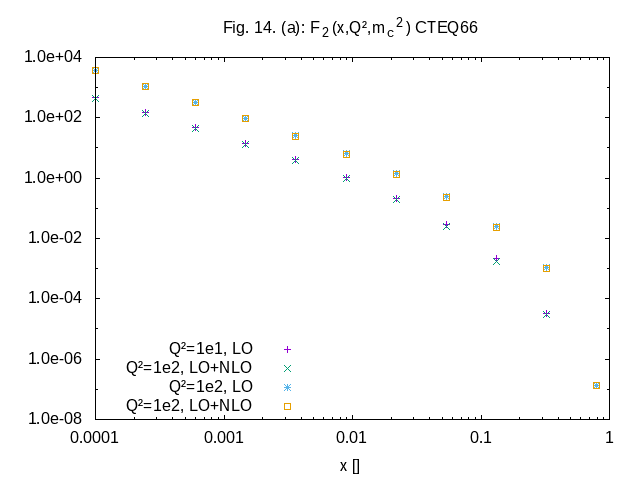 Fig. 14. (a): F₂(x,Q²,m_c²) CTEQ66
1.0e+04
1.0e+02
1.0e+00
1.0e-02
1.0e-04
1.0e-06
1.0e-08
Q²=1e1, LO
Q²=1e2, LO+NLO
Q²=1e2, LO
Q²=1e2, LO+NLO
0.0001 0.001 0.01 0.1 1
x []